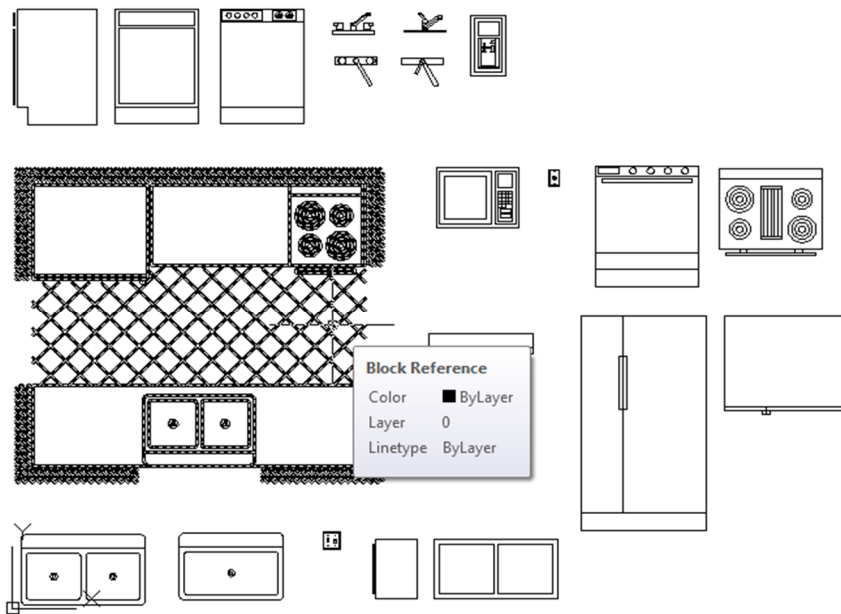 Block Reference
Color ByLayer
Layer 0
Linetype ByLayer